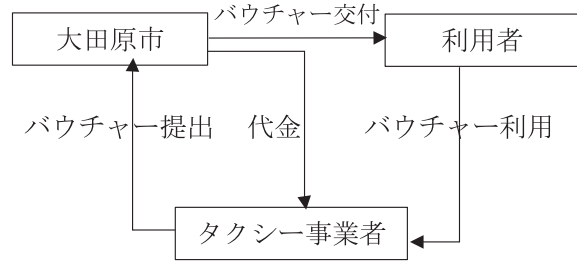 バウチャー交付
大田原市
利用者
バウチャー提出
代金
バウチャー利用
タクシー事業者